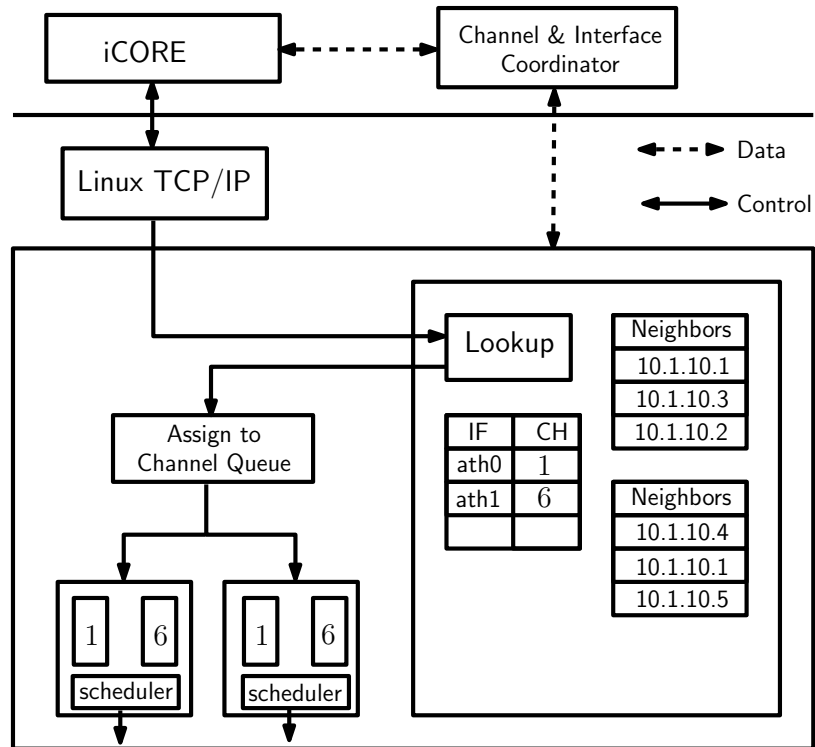 iCORE
Channel & Interface
Coordinator
Linux TCP/IP
Data
Control
Lookup
Neighbors
10.1.10.1
10.1.10.3
10.1.10.2
Assign to
Channel Queue
IF CH
ath0 1
ath1 6
Neighbors
10.1.10.4
10.1.10.1
10.1.10.5
1 6
scheduler
1 6
scheduler